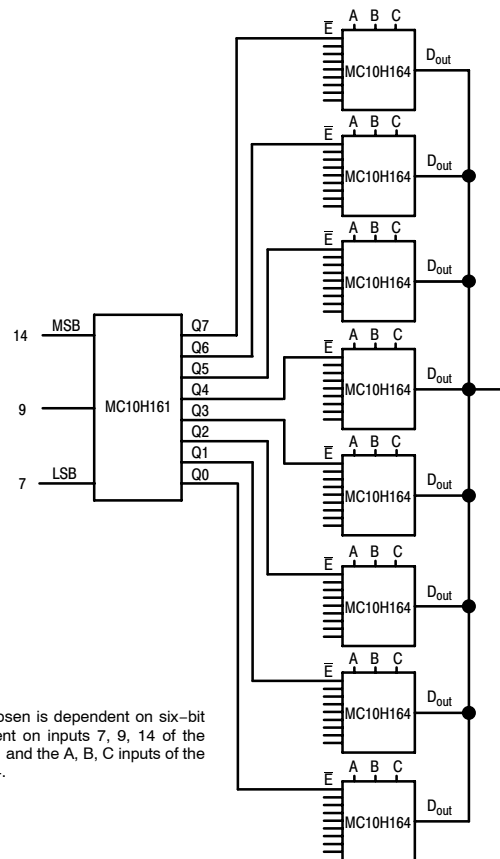 A B C
E̅
MC10H164
Dout
A B C
E̅
MC10H164
Dout
A B C
E̅
MC10H164
Dout
14 MSB
9
7 LSB
MC10H161
Q7
Q6
Q5
Q4
Q3
Q2
Q1
Q0
A B C
E̅
MC10H164
Dout
A B C
E̅
MC10H164
Dout
A B C
E̅
MC10H164
Dout
A B C
E̅
MC10H164
Dout
A B C
E̅
MC10H164
Dout
osen is dependent on six−bit
ent on inputs 7, 9, 14 of the
and the A, B, C inputs of the